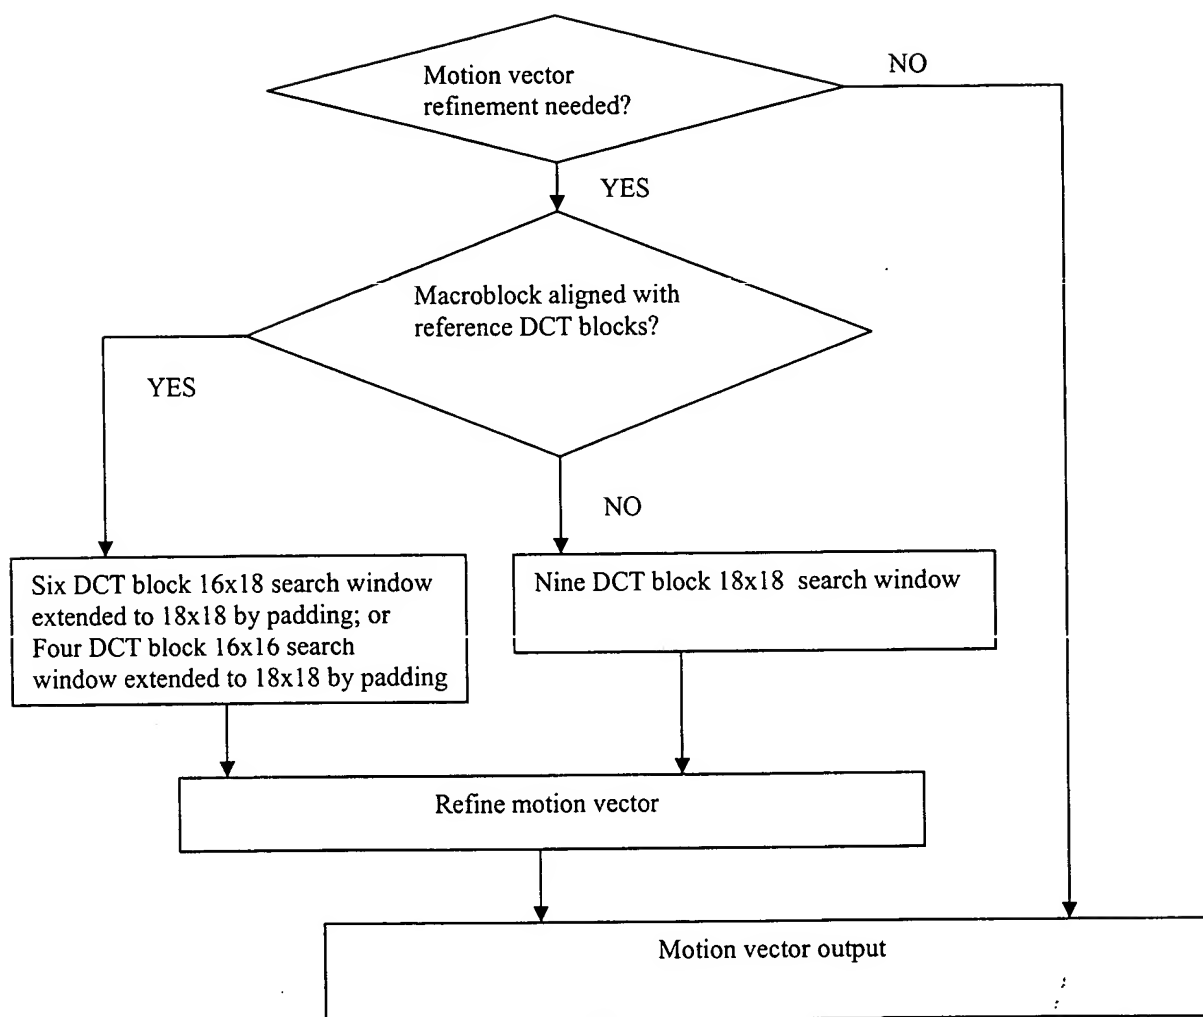 Motion vector
refinement needed?
NO
YES
Macroblock aligned with
reference DCT blocks?
YES
NO
Six DCT block 16x18 search window
extended to 18x18 by padding; or
Four DCT block 16x16 search
window extended to 18x18 by padding
Nine DCT block 18x18 search window
Refine motion vector
Motion vector output